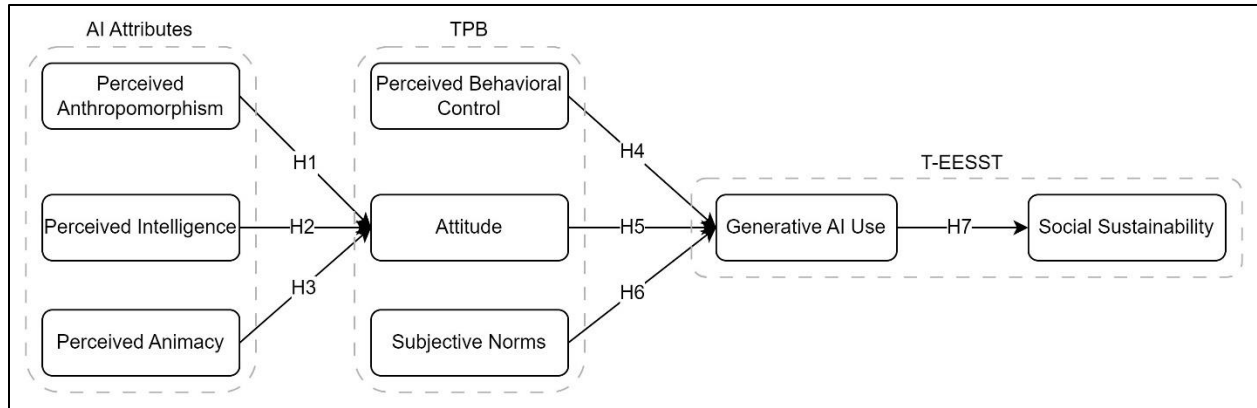 AI Attributes
Perceived
Anthropomorphism
Perceived Intelligence
Perceived Animacy
H1
H2
H3
TPB
Perceived Behavioral
Control
Attitude
Subjective Norms
H4
H5
H6
T-EESST
Generative AI Use
H7
Social Sustainability